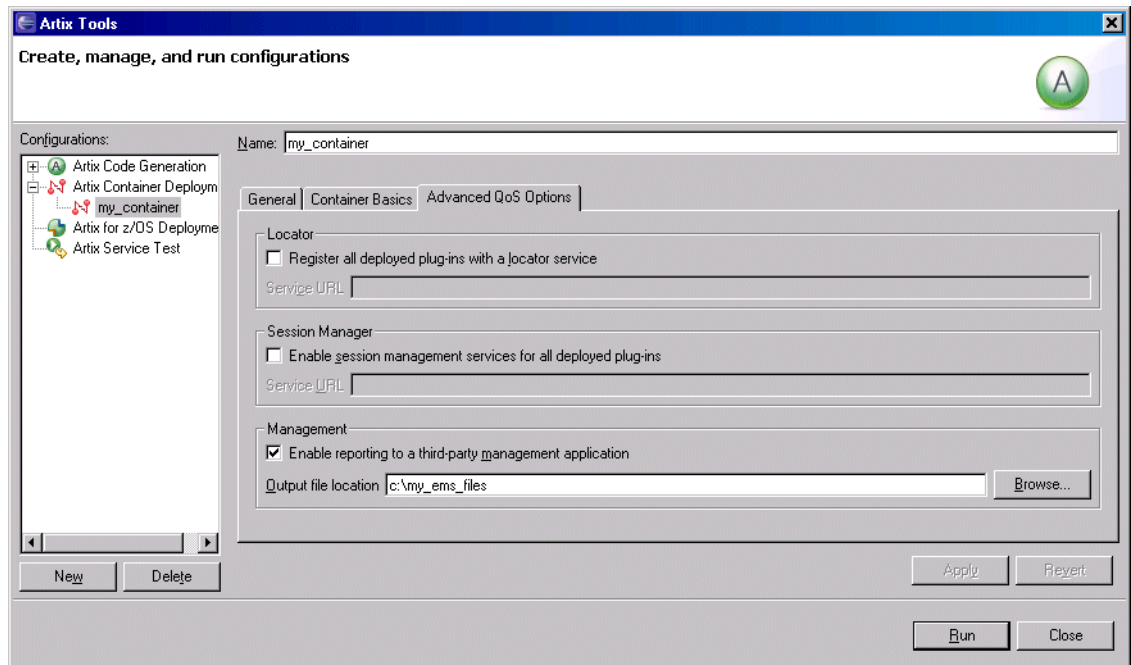 Artix Tools
Create, manage, and run configurations
A
Configurations:
Name: my_container
A Artix Code Generation
Artix Container Deploym
my_container
Artix for z/OS Deployme
Artix Service Test
General Container Basics Advanced QoS Options
Locator
Register all deployed plug-ins with a locator service
Service URL
Session Manager
Enable session management services for all deployed plug-ins
Service URL
Management
Enable reporting to a third-party management application
Output file location c:\my_ems_files Browse...
New Delete
Apply Revert
Run Close